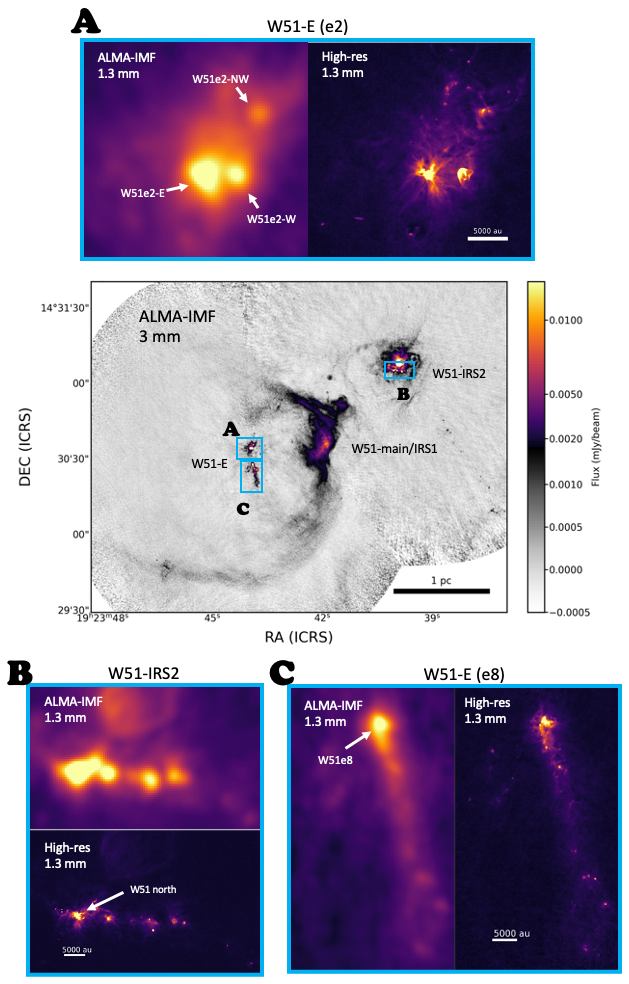 A
W51-E (e2)
ALMA-IMF
1.3 mm
High-res
1.3 mm
W51e2-NW
W51e2-E
W51e2-W
5000 au
14°31'30"
00"
30'30"
00"
29'30"
DEC (ICRS)
ALMA-IMF
3 mm
W51-IRS2
B
A
W51-main/IRS1
W51-E
C
1 pc
19ʰ23ᵐ48ˢ
45ˢ
42ˢ
39ˢ
RA (ICRS)
0.0100
0.0050
0.0020
0.0010
0.0005
0.0000
−0.0005
Flux (mJy/beam)
B
W51-IRS2
ALMA-IMF
1.3 mm
High-res
1.3 mm
W51 north
5000 au
C
W51-E (e8)
ALMA-IMF
1.3 mm
High-res
1.3 mm
W51e8
5000 au